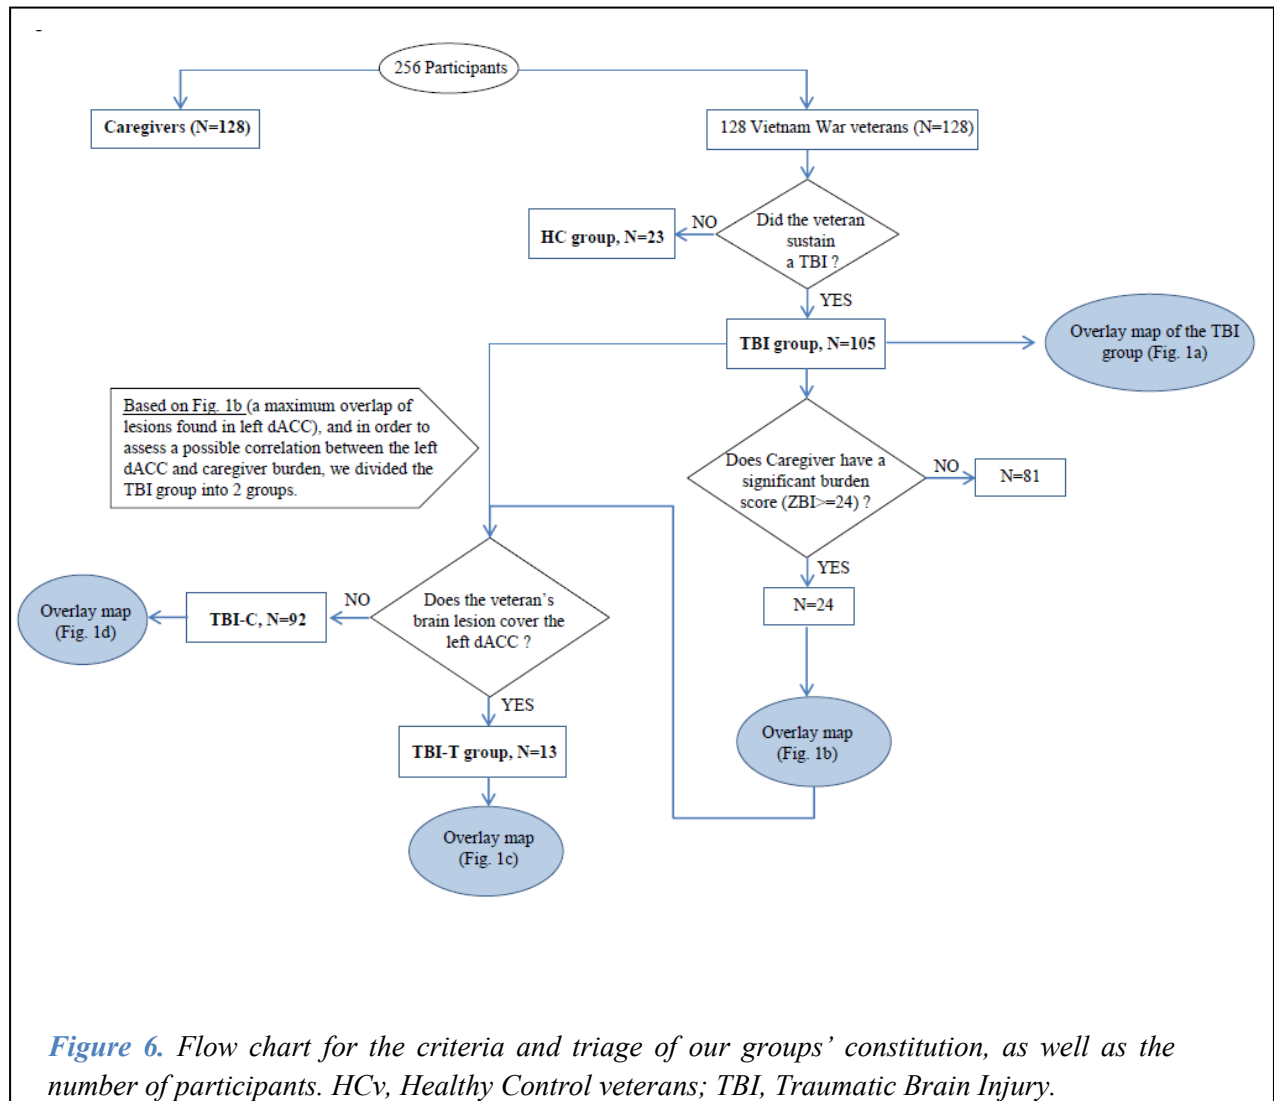 -
256 Participants
Caregivers (N=128)
128 Vietnam War veterans (N=128)
Did the veteran
sustain
a TBI ?
NO
HC group, N=23
YES
TBI group, N=105
Overlay map of the TBI
group (Fig. 1a)
Based on Fig. 1b (a maximum overlap of
lesions found in left dACC), and in order to
assess a possible correlation between the left
dACC and caregiver burden, we divided the
TBI group into 2 groups.
Does Caregiver have a
significant burden
score (ZBI>=24) ?
NO
N=81
YES
N=24
Overlay map
(Fig. 1b)
Does the veteran's
brain lesion cover the
left dACC ?
NO
TBI-C, N=92
Overlay map
(Fig. 1d)
YES
TBI-T group, N=13
Overlay map
(Fig. 1c)
Figure 6. Flow chart for the criteria and triage of our groups' constitution, as well as the
number of participants. HCv, Healthy Control veterans; TBI, Traumatic Brain Injury.